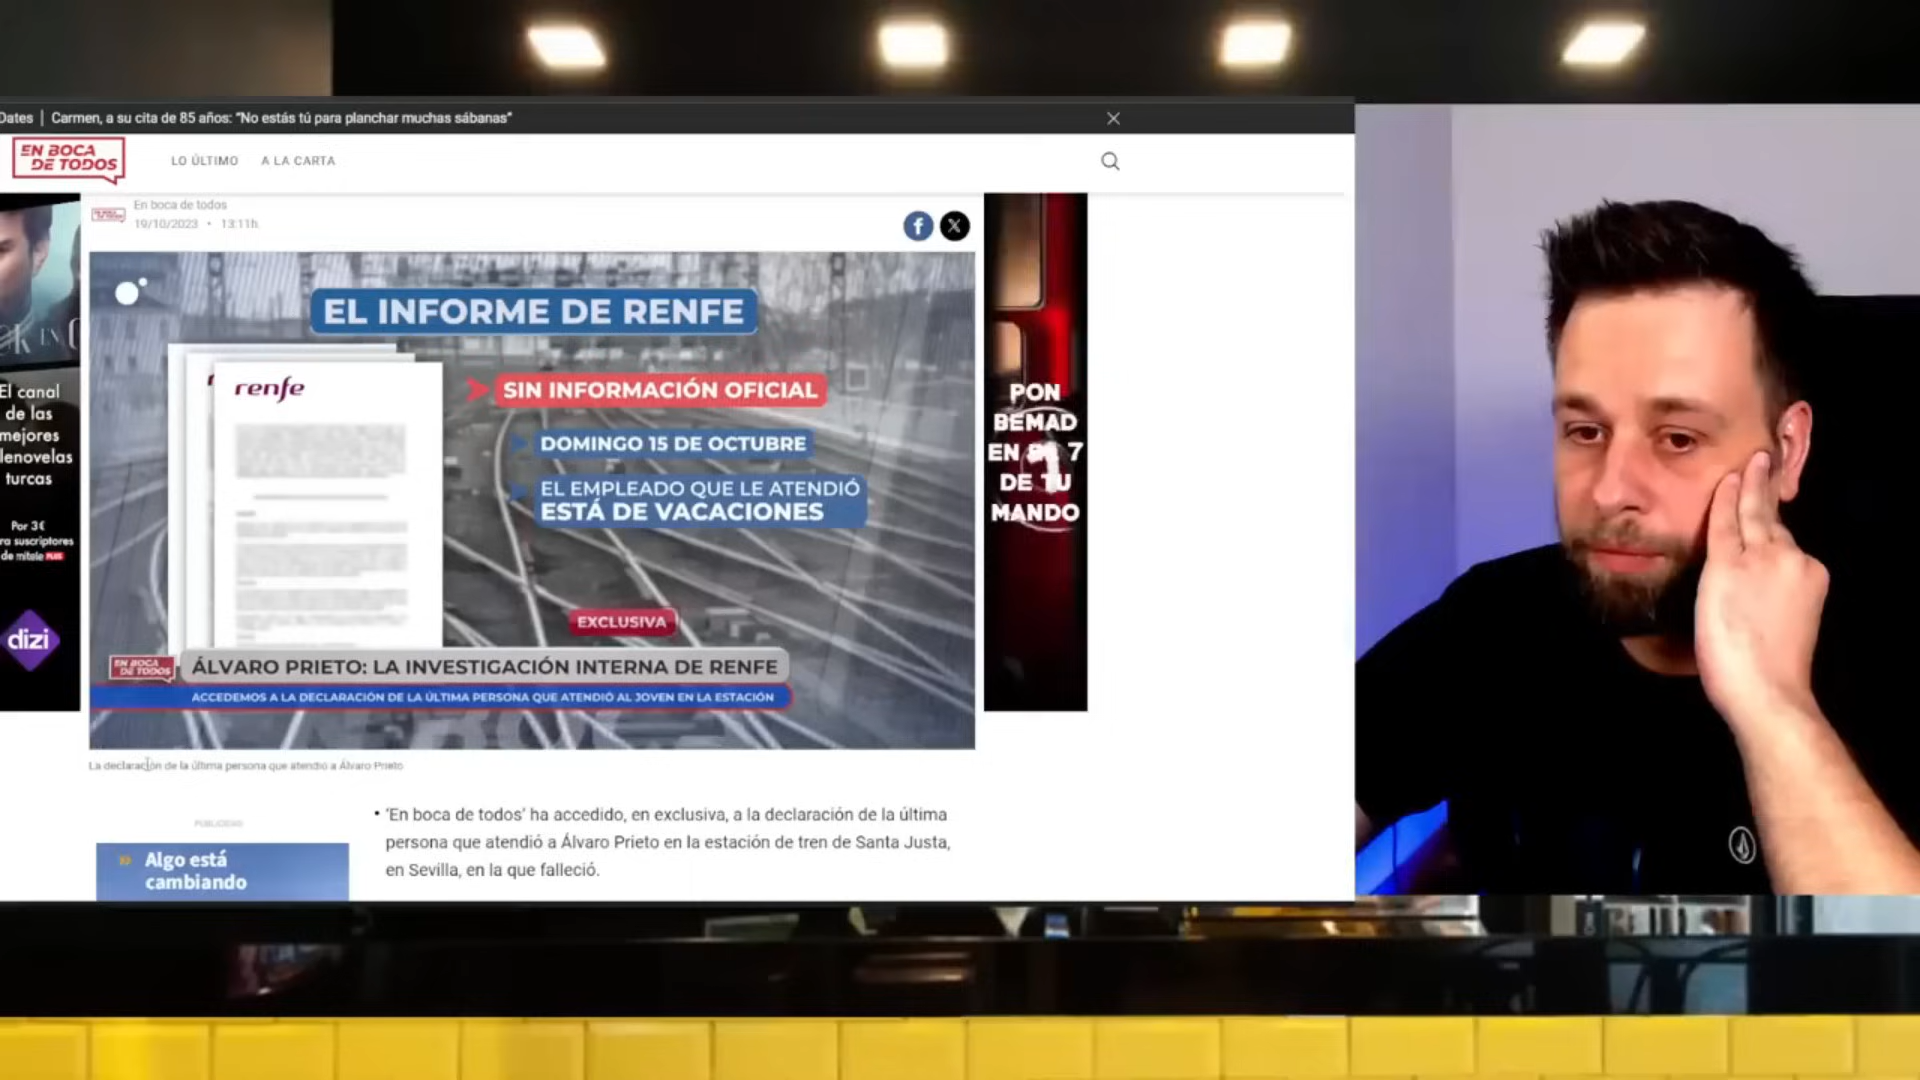 Dates | Carmen, a su cita de 85 años: "No estás tú para planchar muchas sábanas"
EN BOCA
DE TODOS
LO ÚLTIMO
A LA CARTA
En boca de todos
19/10/2023 • 13:11h.
EL INFORME DE RENFE
renfe
SIN INFORMACIÓN OFICIAL
DOMINGO 15 DE OCTUBRE
EL EMPLEADO QUE LE ATENDIÓ
ESTÁ DE VACACIONES
EXCLUSIVA
EN BOCA
DE TODOS
ÁLVARO PRIETO: LA INVESTIGACIÓN INTERNA DE RENFE
ACCEDEMOS A LA DECLARACIÓN DE LA ÚLTIMA PERSONA QUE ATENDIÓ AL JOVEN EN LA ESTACIÓN
El canal
de las
mejores
lenovelas
turcas
Por 3€
ra suscriptores
de mitele PLUS
dizi
PON
BEMAD
EN 7
DE TU
MANDO
La declaración de la última persona que atendió a Álvaro Prieto
PUBLICIDAD
Algo está
cambiando
• 'En boca de todos' ha accedido, en exclusiva, a la declaración de la última
persona que atendió a Álvaro Prieto en la estación de tren de Santa Justa,
en Sevilla, en la que falleció.